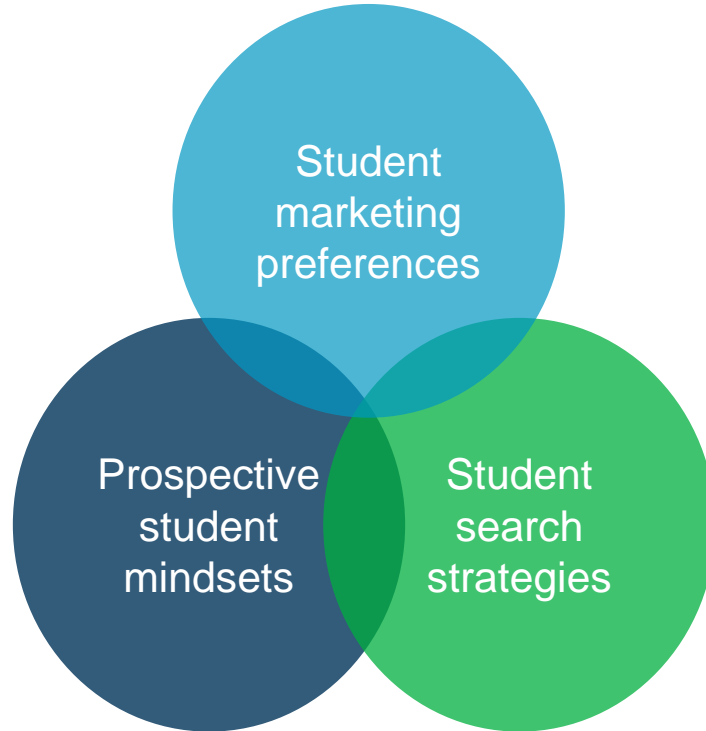 Student
marketing
preferences
Prospective
student
mindsets
Student
search
strategies